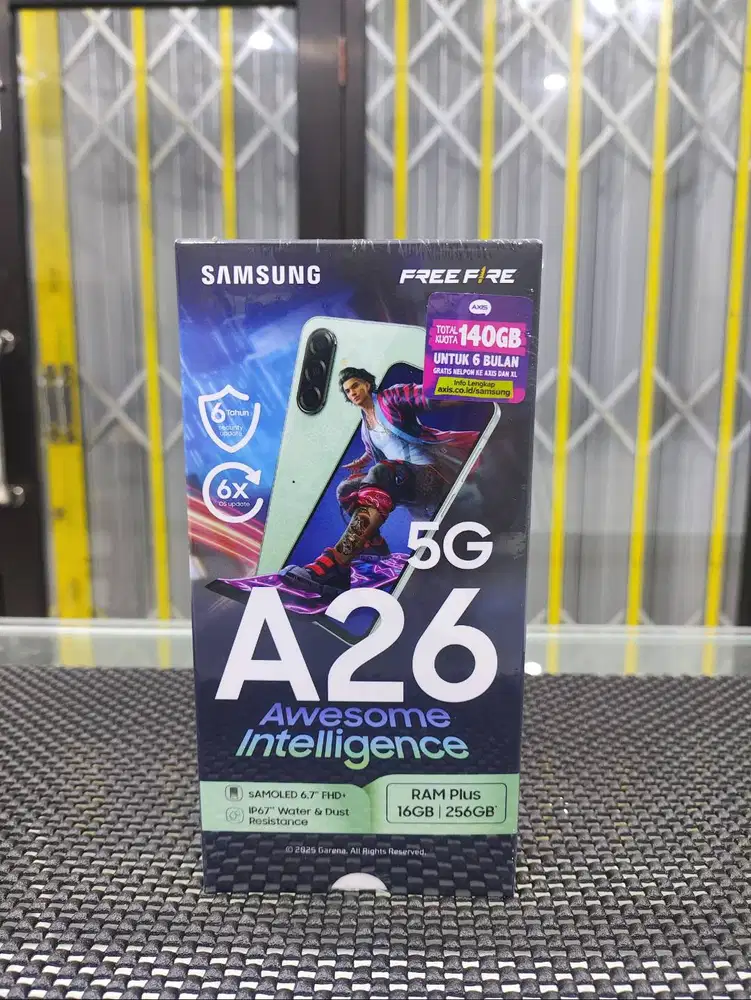 SAMSUNG
FREE FIRE
AXIS
TOTAL KUOTA 140GB
UNTUK 6 BULAN
GRATIS NELPON KE AXIS DAN XL
Info Lengkap
axis.co.id/samsung
6 Tahun
security
update
6x
OS update
5G
A26
Awesome
Intelligence
sAMOLED 6.7" FHD+
IP67" Water & Dust
Resistance
RAM Plus
16GB | 256GB*
© 2025 Garena. All Rights Reserved.